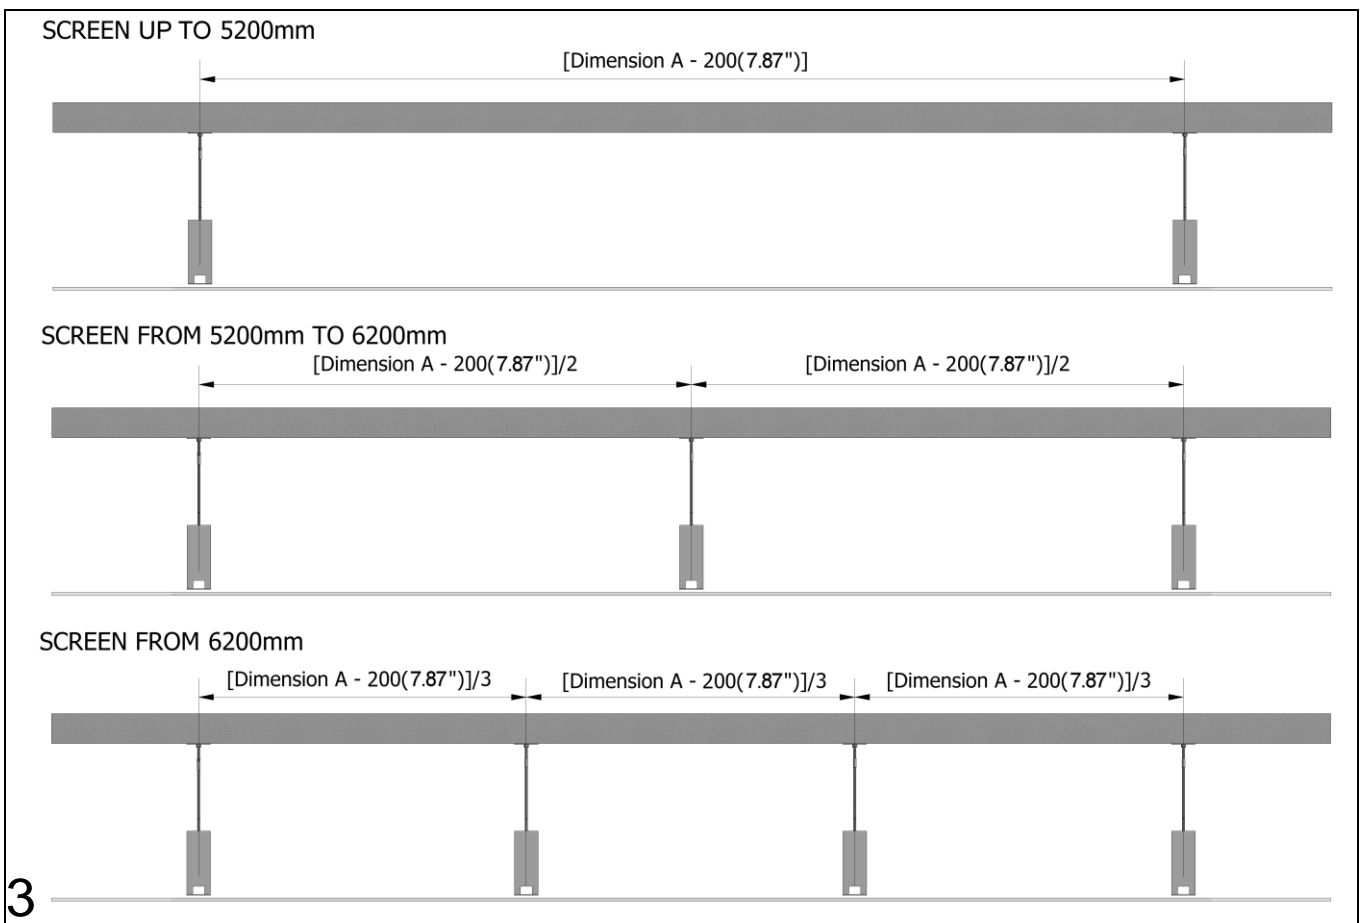 SCREEN UP TO 5200mm
[Dimension A - 200(7.87")]
SCREEN FROM 5200mm TO 6200mm
[Dimension A - 200(7.87")]/2
[Dimension A - 200(7.87")]/2
SCREEN FROM 6200mm
[Dimension A - 200(7.87")]/3
[Dimension A - 200(7.87")]/3
[Dimension A - 200(7.87")]/3
3